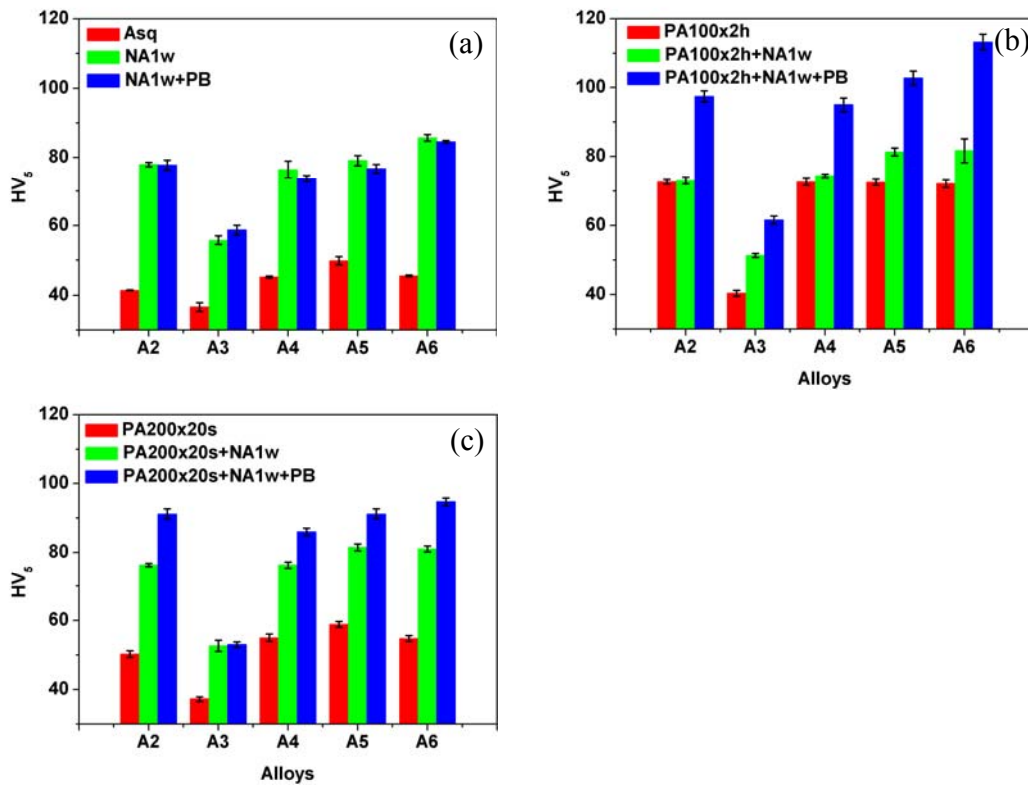 120
100
80
60
40
HV5
Asq
NA1w
NA1w+PB
(a)
A2 A3 A4 A5 A6
120
100
80
60
40
HV5
PA100x2h
PA100x2h+NA1w
PA100x2h+NA1w+PB
(b)
A2 A3 A4 A5 A6
Alloys
120
100
80
60
40
HV5
PA200x20s
PA200x20s+NA1w
PA200x20s+NA1w+PB
(c)
A2 A3 A4 A5 A6
Alloys